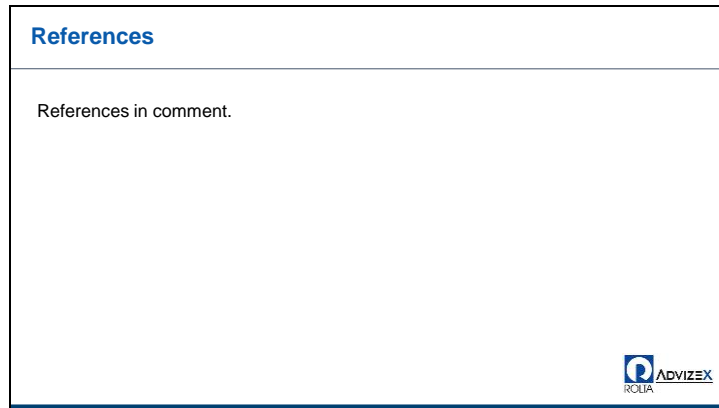 References
References in comment.
ADVIZEX
ROLTA